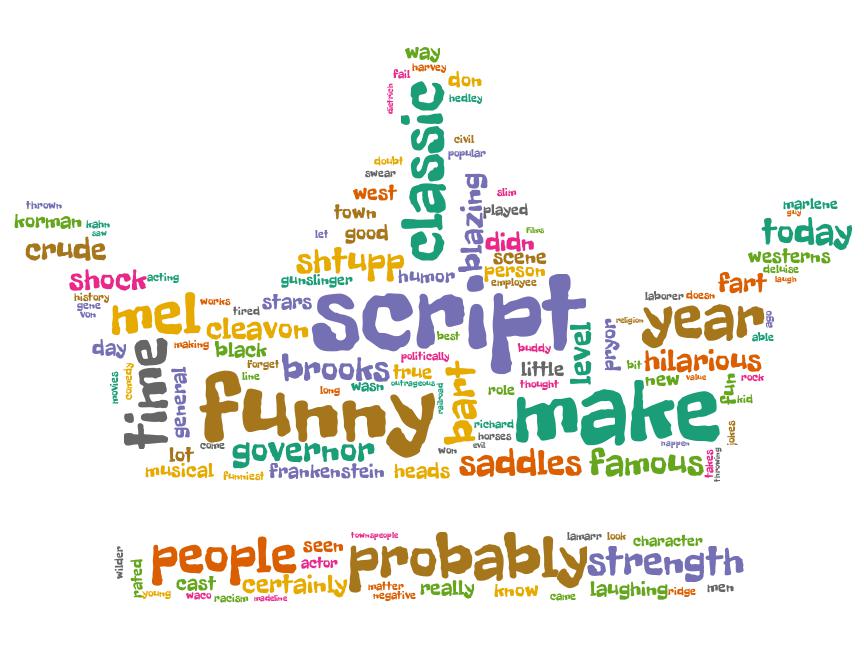 way
harvey
fail
don
dietrich
hedley
classic
civil
popular
doubt
swear
west
blazing
slim
played
town
let
good
films
didn
thrown
korman
kahn
saw
crude
marlene
guy
today
westerns
deluise
laugh
shtupp
scene
person
employee
shock
acting
gunslinger
humor
fart
history
gene
von
mel
works
tired
stars
script
laborer
doesn
year
ago
able
cleavon
best
buddy
level
pryor
religion
day
making
black
time
forget
brooks
politically
true
little
bit
hilarious
movies
comedy
general
line
long
wasn
outrageous
thought
new
value
fun
rock
kid
funny
railroad
bart
role
make
richard
horses
evil
won
jokes
happen
lot
come
governor
takes
throwing
musical
funniest
frankenstein
heads
saddles
famous
townspeople
lamarr
look
character
wilder
rated
people
seen
actor
probably
strength
cast
certainly
young
waco
racism
madeline
matter
negative
really
know
came
laughing
ridge
men